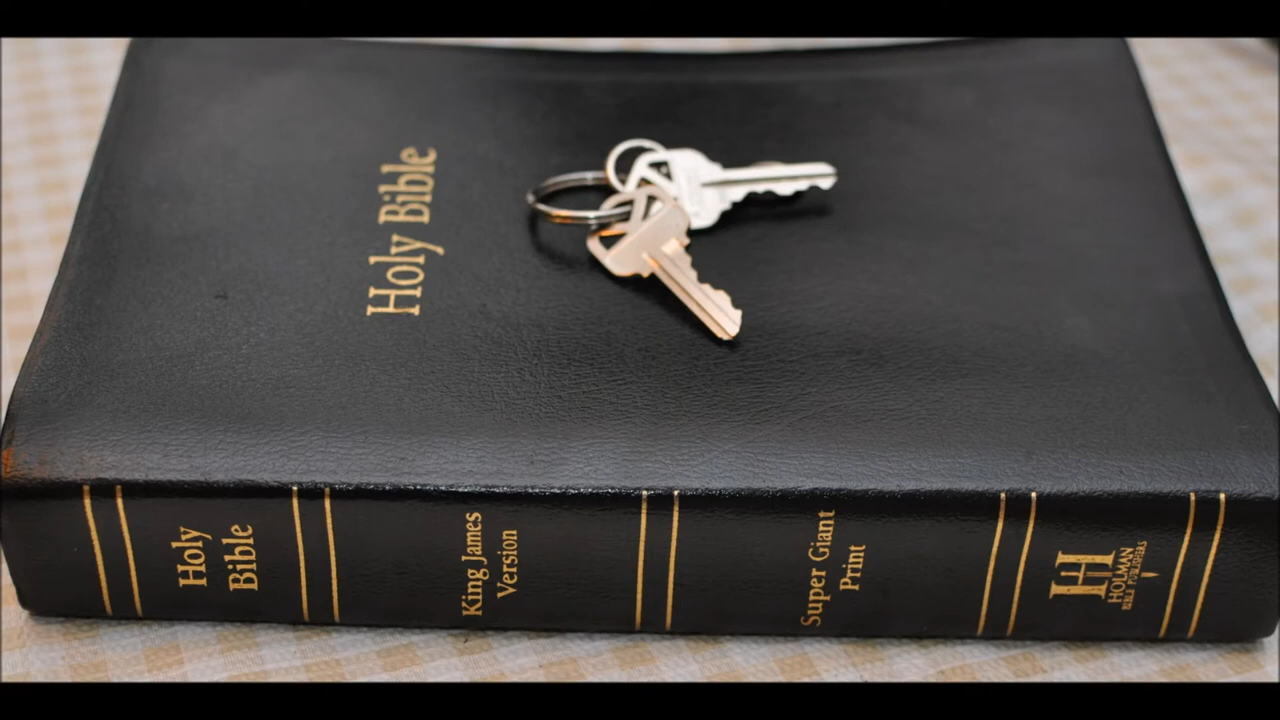 Holy Bible
Holy
Bible
King James
Version
Super Giant
Print
HOLMAN
BIBLE PUBLISHERS